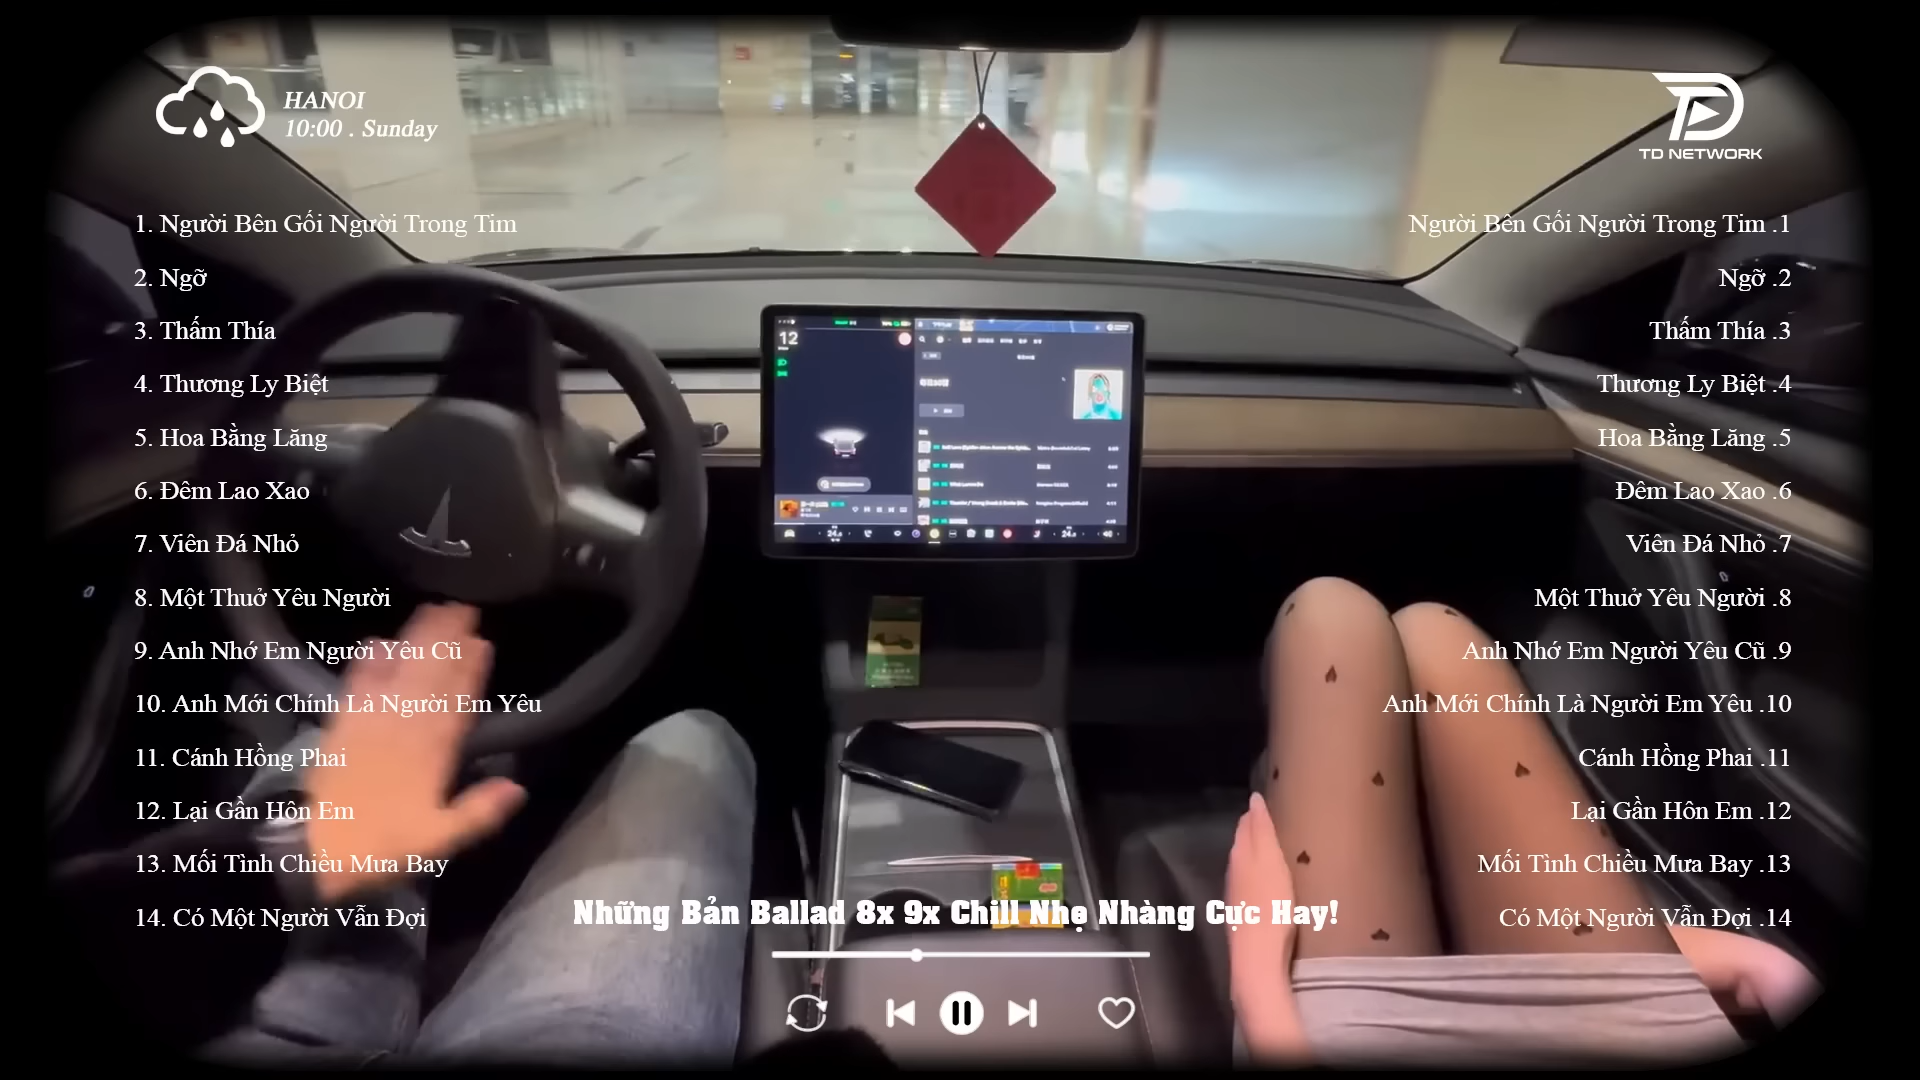 HANOI
10:00 . Sunday
TD NETWORK
1. Người Bên Gối Người Trong Tim
2. Ngỡ
3. Thấm Thía
4. Thương Ly Biệt
5. Hoa Bằng Lăng
6. Đêm Lao Xao
7. Viên Đá Nhỏ
8. Một Thuở Yêu Người
9. Anh Nhớ Em Người Yêu Cũ
10. Anh Mới Chính Là Người Em Yêu
11. Cánh Hồng Phai
12. Lại Gần Hôn Em
13. Mối Tình Chiều Mưa Bay
14. Có Một Người Vẫn Đợi
Người Bên Gối Người Trong Tim .1
Ngỡ .2
Thấm Thía .3
Thương Ly Biệt .4
Hoa Bằng Lăng .5
Đêm Lao Xao .6
Viên Đá Nhỏ .7
Một Thuở Yêu Người .8
Anh Nhớ Em Người Yêu Cũ .9
Anh Mới Chính Là Người Em Yêu .10
Cánh Hồng Phai .11
Lại Gần Hôn Em .12
Mối Tình Chiều Mưa Bay .13
Có Một Người Vẫn Đợi .14
12
Những Bản Ballad 8x 9x Chill Nhẹ Nhàng Cực Hay!